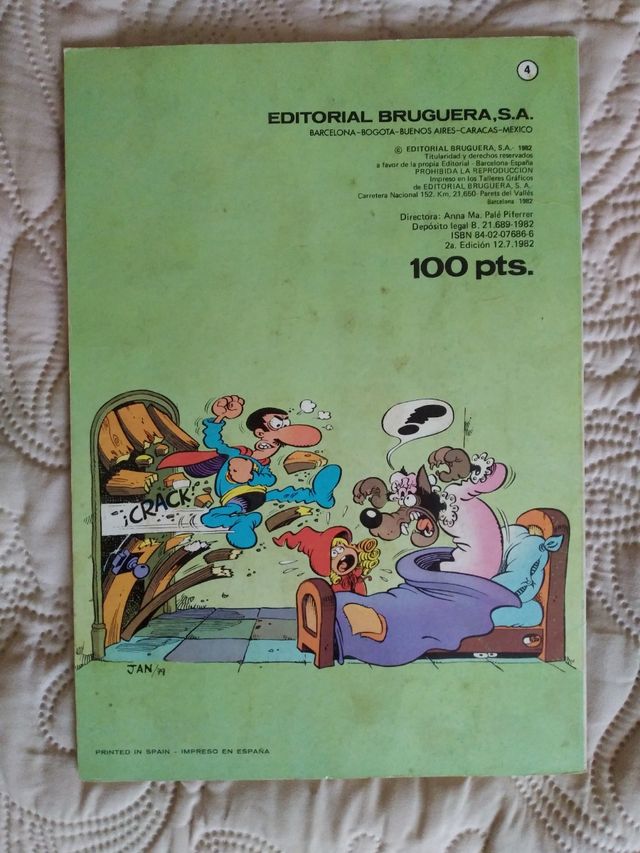 4
EDITORIAL BRUGUERA, S.A.
BARCELONA-BOGOTA-BUENOS AIRES-CARACAS-MEXICO
© EDITORIAL BRUGUERA, S.A.- 1982
Titularidad y derechos reservados
a favor de la propia Editorial - Barcelona-España
PROHIBIDA LA REPRODUCCION
Impreso en los Talleres Gráficos
de EDITORIAL BRUGUERA, S. A.
Carretera Nacional 152. Km, 21,650· Parets del Vallés
Barcelona 1982
Directora: Anna Ma. Palé Piferrer
Depósito legal B. 21.689-1982
ISBN 84-02-07686-6
2a. Edición 12.7.1982
100 pts.
¡CRACK
JAN/79
PRINTED IN SPAIN - IMPRESO EN ESPAÑA